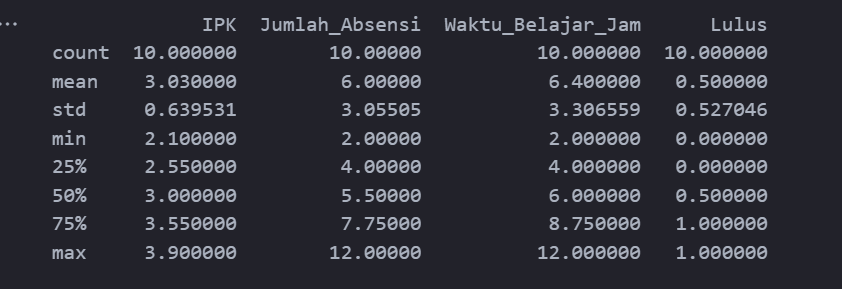 ... IPK Jumlah_Absensi Waktu_Belajar_Jam Lulus
count 10.000000 10.00000 10.000000 10.000000
mean 3.030000 6.00000 6.400000 0.500000
std 0.639531 3.05505 3.306559 0.527046
min 2.100000 2.00000 2.000000 0.000000
25% 2.550000 4.00000 4.000000 0.000000
50% 3.000000 5.50000 6.000000 0.500000
75% 3.550000 7.75000 8.750000 1.000000
max 3.900000 12.00000 12.000000 1.000000